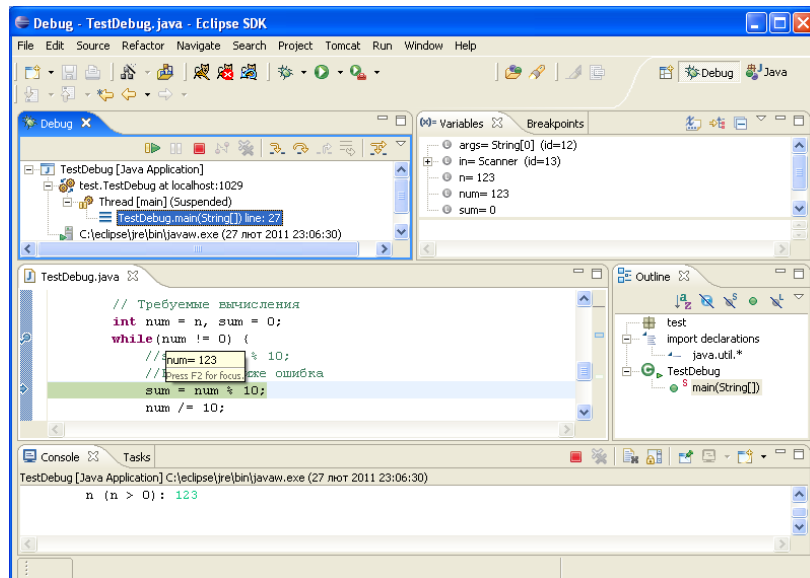 Debug - TestDebug.java - Eclipse SDK
File Edit Source Refactor Navigate Search Project Tomcat Run Window Help
Debug Java
Debug
TestDebug [Java Application]
test.TestDebug at localhost:1029
Thread [main] (Suspended)
TestDebug.main(String[]) line: 27
C:\eclipse\jre\bin\javaw.exe (27 лют 2011 23:06:30)
(x)= Variables Breakpoints
args= String[0] (id=12)
in= Scanner (id=13)
n= 123
num= 123
sum= 0
TestDebug.java
// Требуемые вычисления
int num = n, sum = 0;
while(num != 0) {
//s % 10;
num= 123
Press F2 for focus.
// же ошибка
sum = num % 10;
num /= 10;
Outline
test
import declarations
java.util.*
TestDebug
main(String[])
Console Tasks
TestDebug [Java Application] C:\eclipse\jre\bin\javaw.exe (27 лют 2011 23:06:30)
n (n > 0): 123